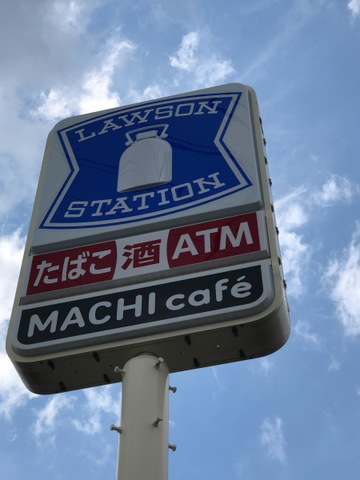 LAWSON
STATION
たばこ 酒 ATM
MACHI café